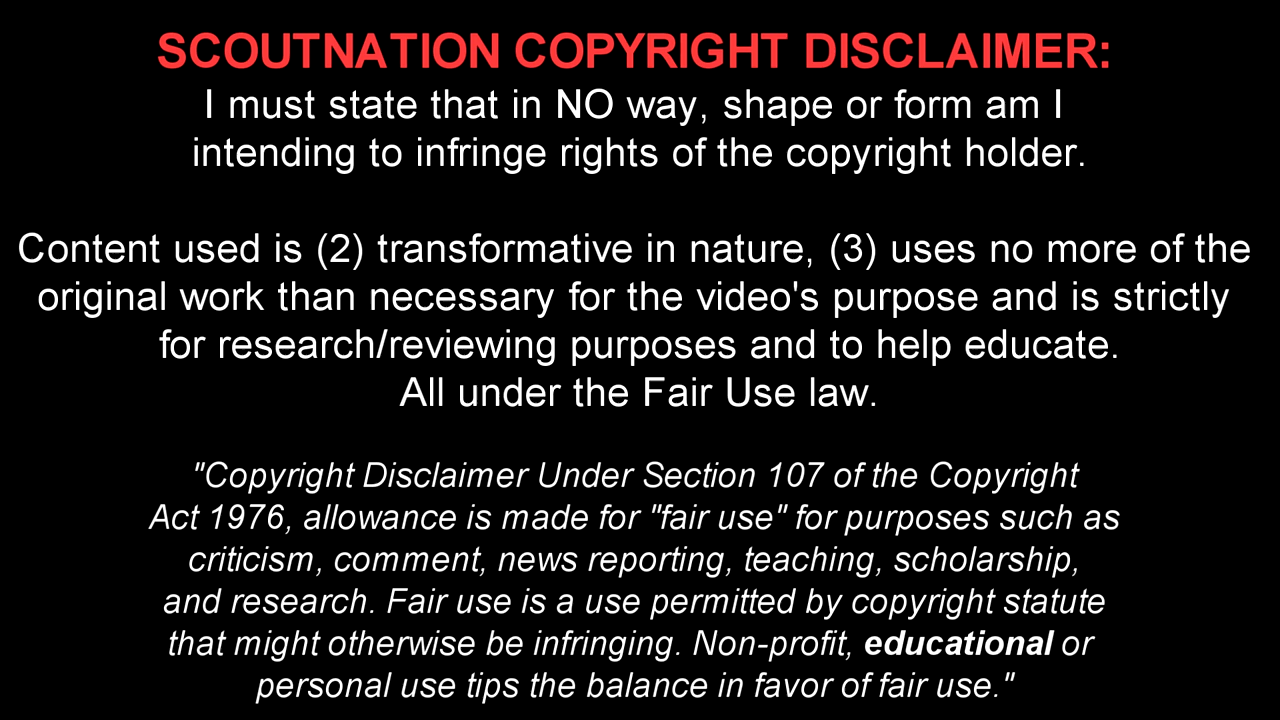 SCOUTNATION COPYRIGHT DISCLAIMER:
I must state that in NO way, shape or form am I
intending to infringe rights of the copyright holder.
Content used is (2) transformative in nature, (3) uses no more of the
original work than necessary for the video's purpose and is strictly
for research/reviewing purposes and to help educate.
All under the Fair Use law.
"Copyright Disclaimer Under Section 107 of the Copyright
Act 1976, allowance is made for "fair use" for purposes such as
criticism, comment, news reporting, teaching, scholarship,
and research. Fair use is a use permitted by copyright statute
that might otherwise be infringing. Non-profit, educational or
personal use tips the balance in favor of fair use."